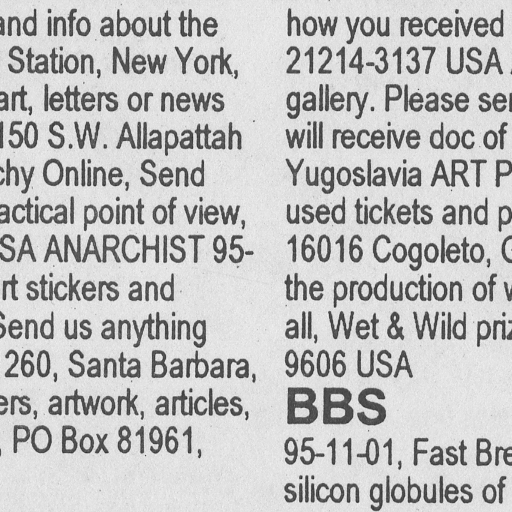 and info about the
Station, New York,
art, letters or news
150 S.W. Allapattah
chy Online, Send
actical point of view,
SA ANARCHIST 95-
rt stickers and
Send us anything
260, Santa Barbara,
ers, artwork, articles,
, PO Box 81961,
how you received
21214-3137 USA
gallery. Please sen
will receive doc of
Yugoslavia ART P
used tickets and p
16016 Cogoleto, G
the production of v
all, Wet & Wild priz
9606 USA
BBS
95-11-01, Fast Bre
silicon globules of